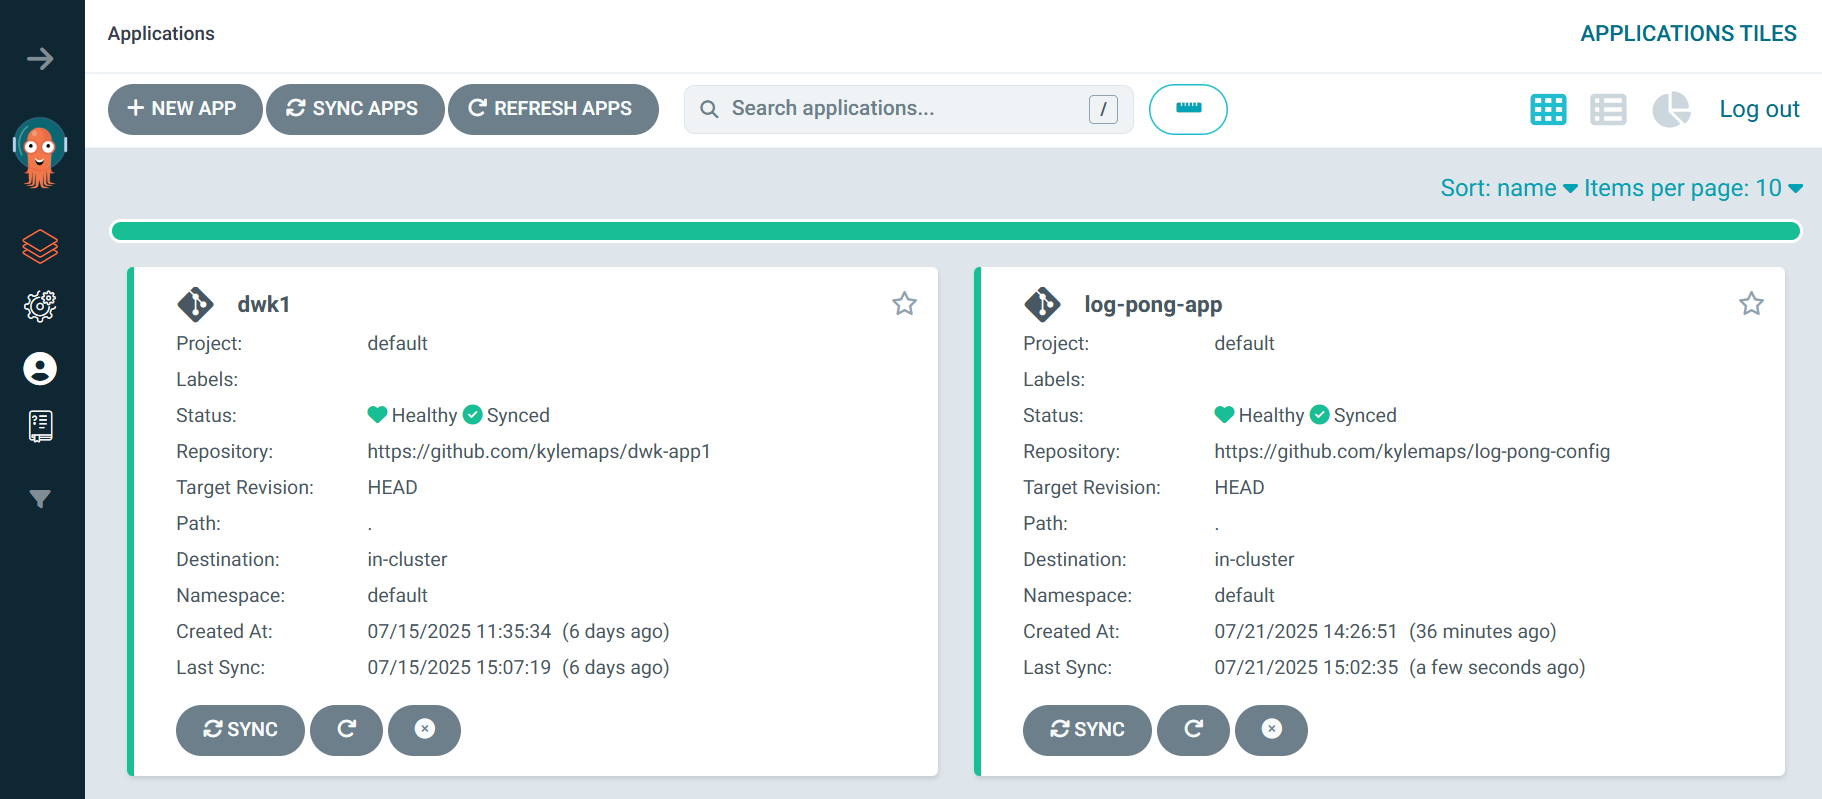 Applications
APPLICATIONS TILES
NEW APP
SYNC APPS
REFRESH APPS
Search applications...
/
Log out
Sort: name
Items per page: 10
dwk1
Project: default
Labels:
Status: Healthy Synced
Repository: https://github.com/kylemaps/dwk-app1
Target Revision: HEAD
Path: .
Destination: in-cluster
Namespace: default
Created At: 07/15/2025 11:35:34 (6 days ago)
Last Sync: 07/15/2025 15:07:19 (6 days ago)
SYNC
log-pong-app
Project: default
Labels:
Status: Healthy Synced
Repository: https://github.com/kylemaps/log-pong-config
Target Revision: HEAD
Path: .
Destination: in-cluster
Namespace: default
Created At: 07/21/2025 14:26:51 (36 minutes ago)
Last Sync: 07/21/2025 15:02:35 (a few seconds ago)
SYNC